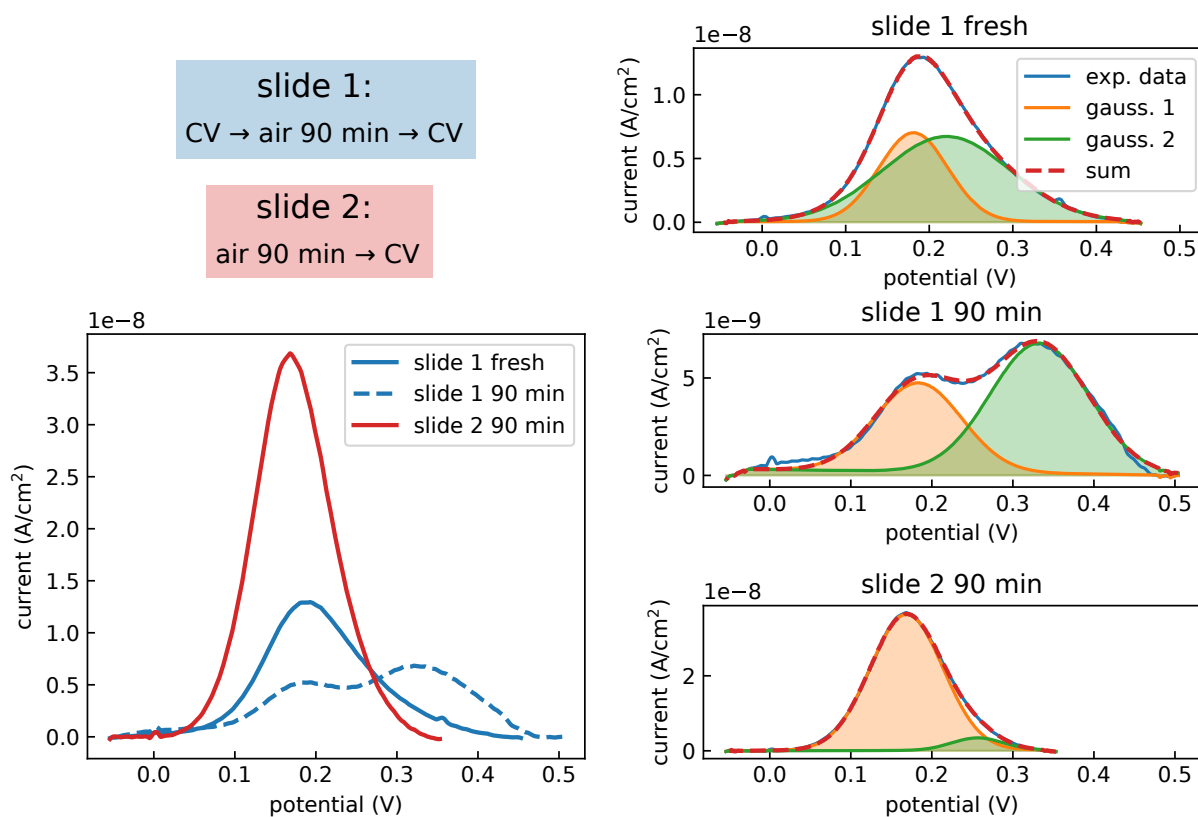 slide 1:
CV → air 90 min → CV
slide 2:
air 90 min → CV
1e−8
slide 1 fresh
slide 1 90 min
slide 2 90 min
3.5
3.0
2.5
2.0
1.5
1.0
0.5
0.0
current (A/cm²)
0.0 0.1 0.2 0.3 0.4 0.5
potential (V)
slide 1 fresh
1e−8
exp. data
gauss. 1
gauss. 2
sum
1.0
0.5
0.0
current (A/cm²)
0.0 0.1 0.2 0.3 0.4 0.5
potential (V)
slide 1 90 min
1e−9
5
0
current (A/cm²)
0.0 0.1 0.2 0.3 0.4 0.5
potential (V)
slide 2 90 min
1e−8
2
0
current (A/cm²)
0.0 0.1 0.2 0.3 0.4 0.5
potential (V)